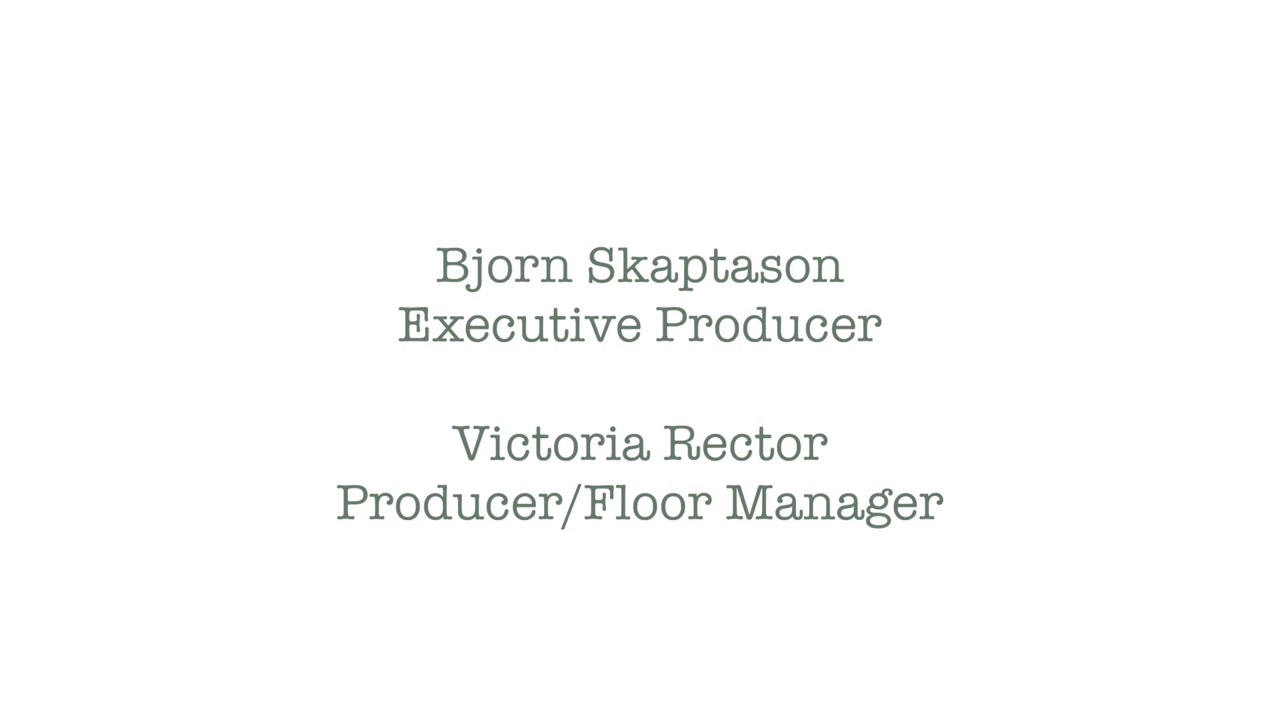 Bjorn Skaptason
Executive Producer
Victoria Rector
Producer/Floor Manager